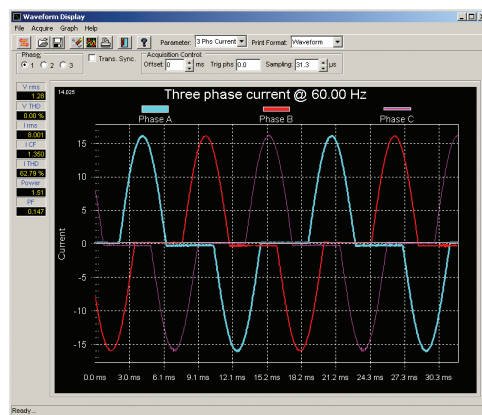 Waveform Display
File Acquire Graph Help
Parameter: 3 Phs Current Print Format: Waveform
Phase: Trans. Sync. Acquisition Control
1 2 3 Offset: 0 ms Trig phs 0.0 Sampling: 31.3 µs
V rms
1.28
V THD
0.00 %
I rms
8.001
I CF
1.350
I THD
62.79 %
Power
1.51
PF
0.147
14.025
Three phase current @ 60.00 Hz
Phase A Phase B Phase C
Current
15
10
5
0
-5
-10
-15
0.0 ms 3.0 ms 6.1 ms 9.1 ms 12.1 ms 15.2 ms 18.2 ms 21.2 ms 24.3 ms 27.3 ms 30.3 ms
Ready...